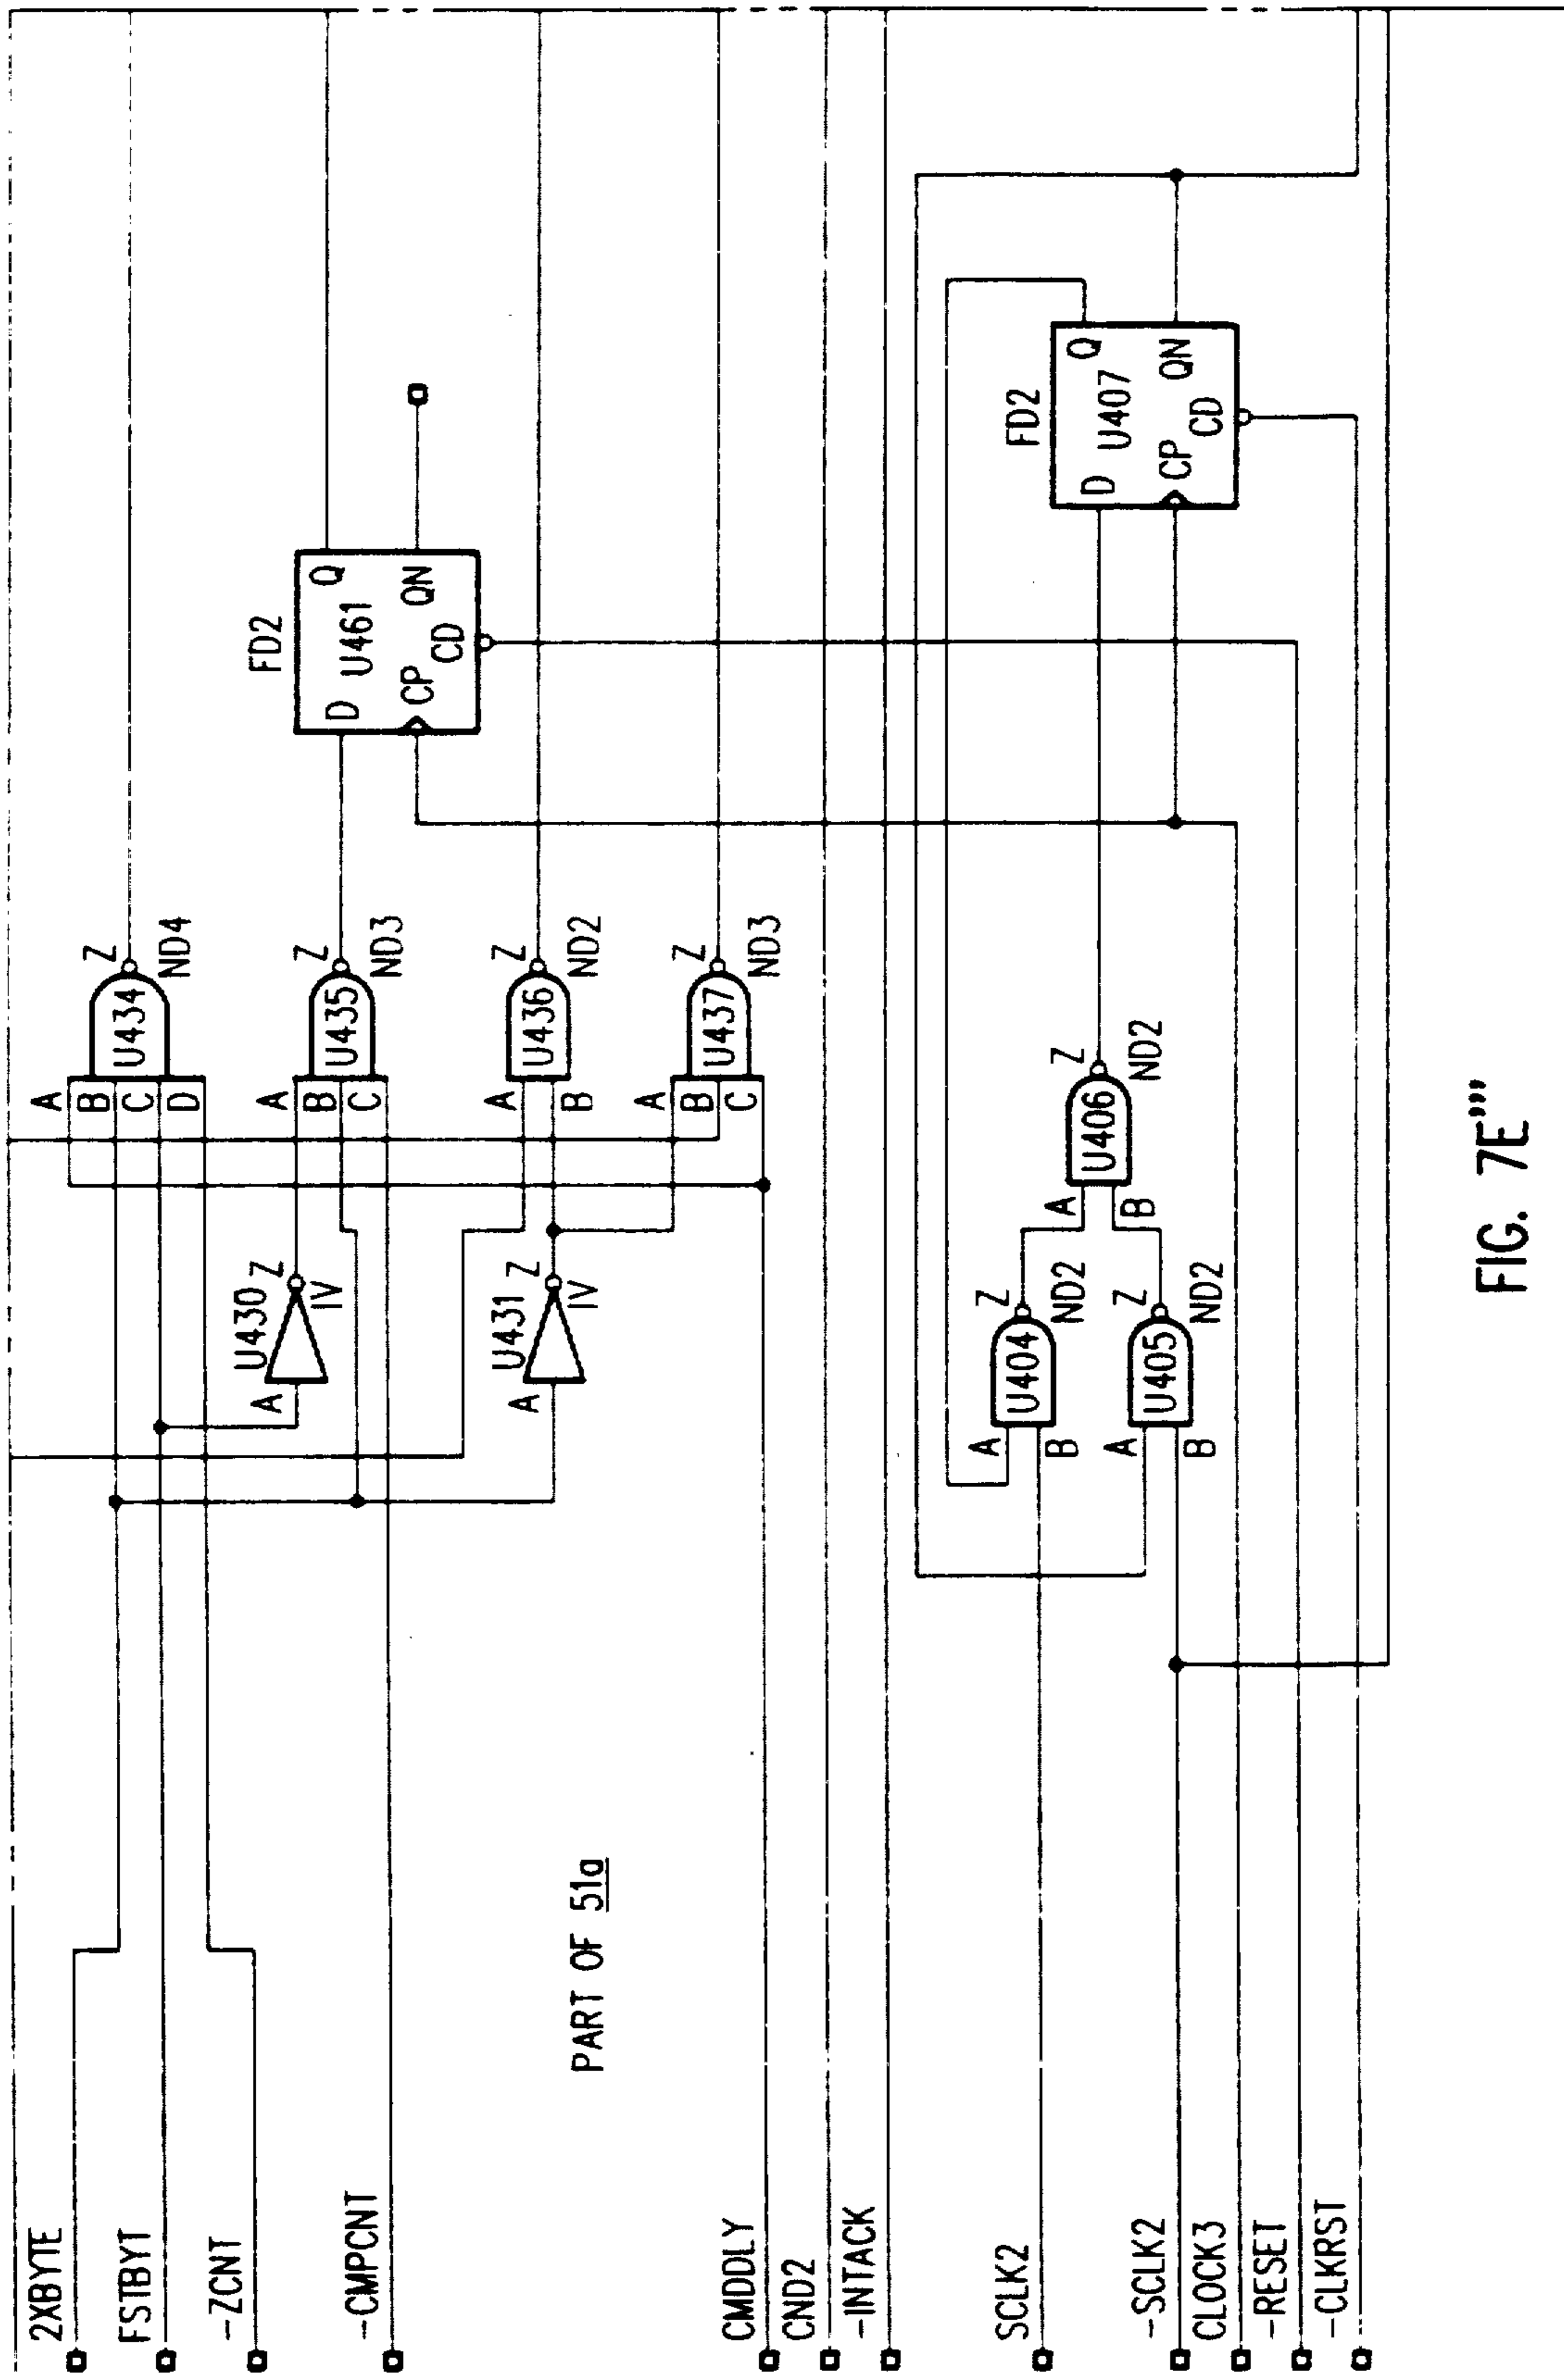 2XBYTE
FSTBYT
-ZCNT
-CMPCNT
CMDDLY
CND2
-INTACK
SCLK2
-SCLK2
CLOCK3
-RESET
-CLKRST
PART OF 51a
A
B
C
D
U434
Z
ND4
A
U430
Z
IV
A
B
C
U435
Z
ND3
FD2
D
Q
U461
CP
QN
CD
A
U431
Z
IV
A
B
U436
Z
ND2
A
B
C
U437
Z
ND3
A
B
U404
Z
ND2
A
B
U405
Z
ND2
A
B
U406
Z
ND2
FD2
D
Q
U407
CP
QN
CD
FIG. 7E''''